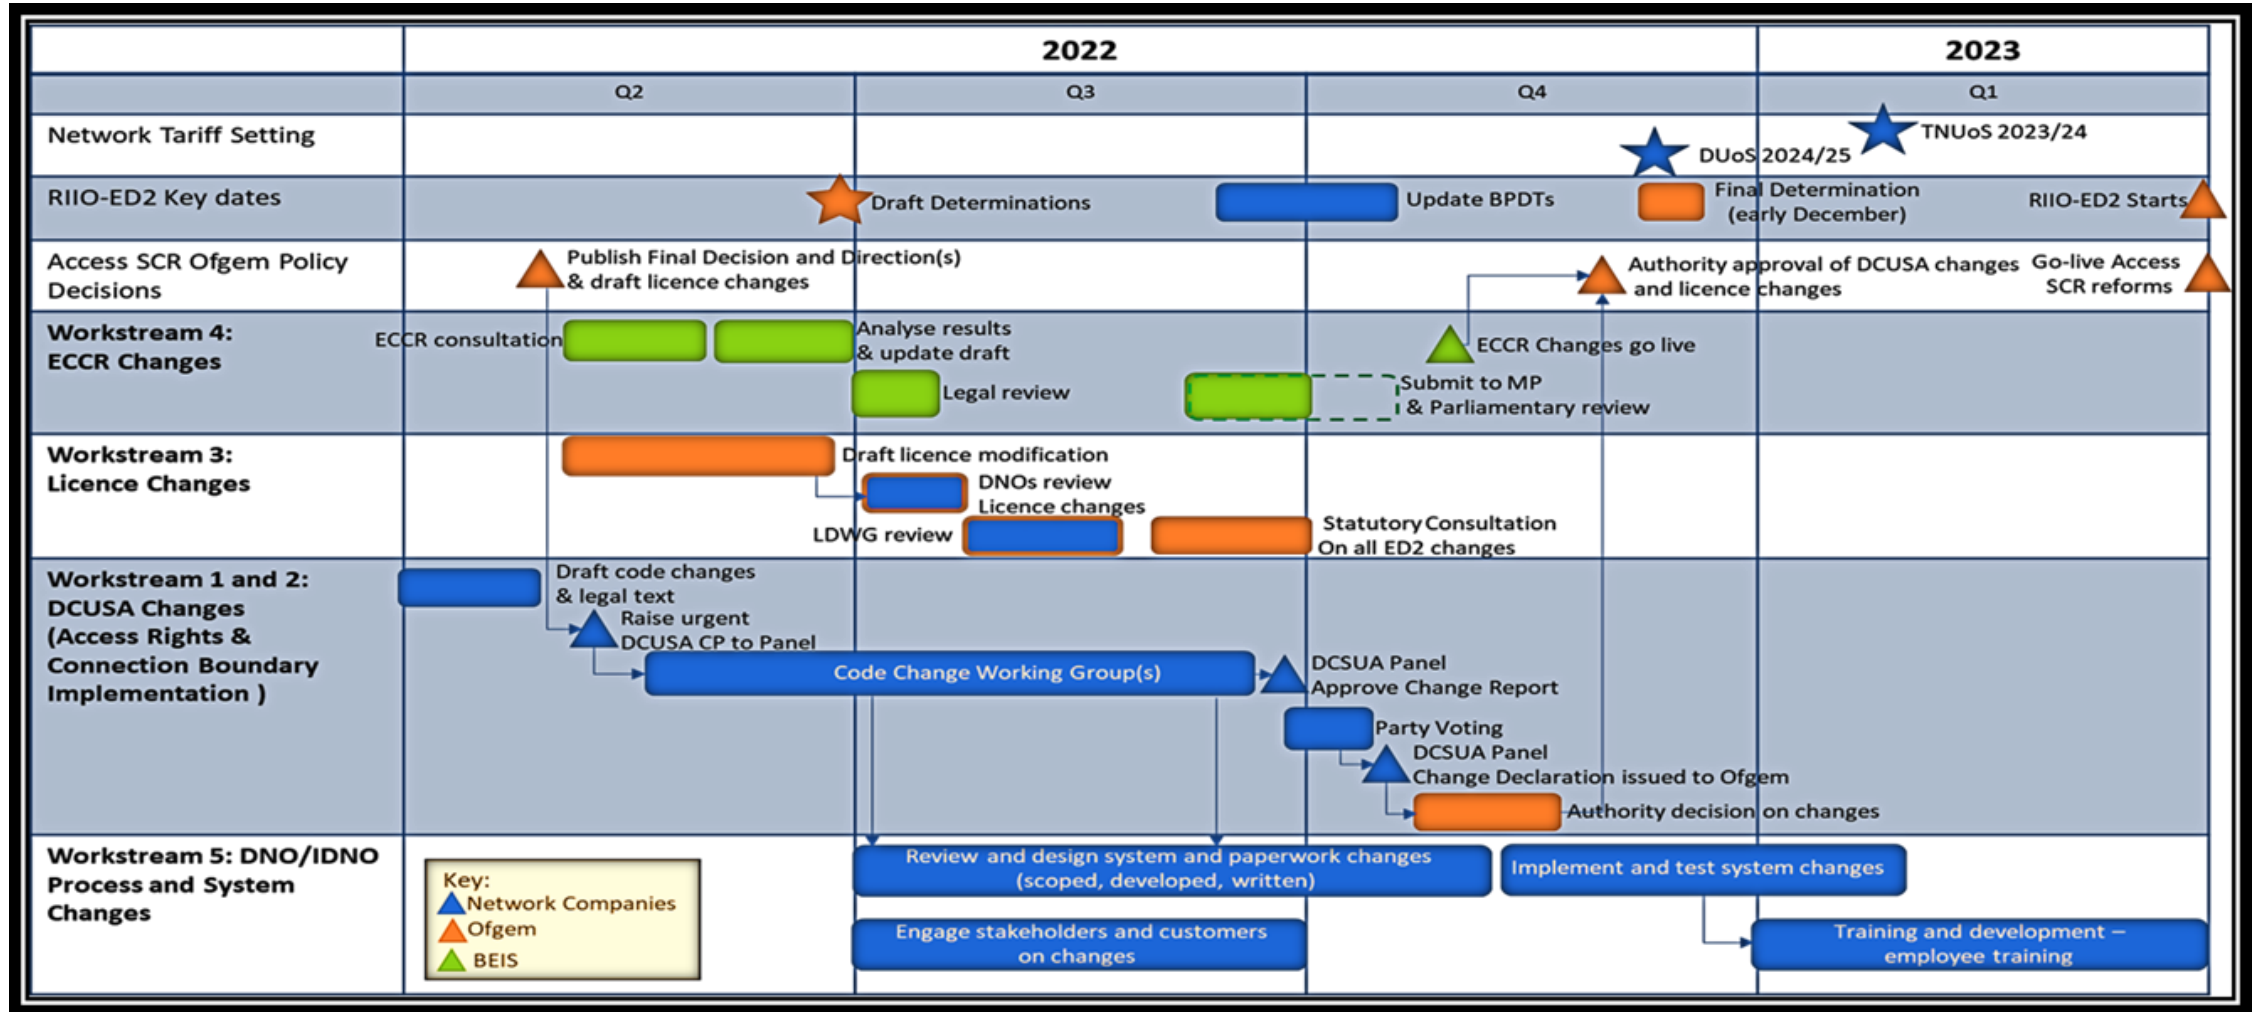 2022
2023
Q2
Q3
Q4
Q1
Network Tariff Setting
TNUoS 2023/24
DUoS 2024/25
RIIO-ED2 Key dates
Draft Determinations
Update BPDTs
Final Determination
(early December)
RIIO-ED2 Starts
Access SCR Ofgem Policy
Decisions
Publish Final Decision and Direction(s)
& draft licence changes
Authority approval of DCUSA changes
and licence changes
Go-live Access
SCR reforms
Workstream 4:
ECCR Changes
ECCR consultation
Analyse results
& update draft
ECCR Changes go live
Legal review
Submit to MP
& Parliamentary review
Workstream 3:
Licence Changes
Draft licence modification
DNOs review
Licence changes
LDWG review
Statutory Consultation
On all ED2 changes
Workstream 1 and 2:
DCUSA Changes
(Access Rights &
Connection Boundary
Implementation )
Draft code changes
& legal text
Raise urgent
DCUSA CP to Panel
Code Change Working Group(s)
DCSUA Panel
Approve Change Report
Party Voting
DCSUA Panel
Change Declaration issued to Ofgem
Authority decision on changes
Workstream 5: DNO/IDNO
Process and System
Changes
Key:
Network Companies
Ofgem
BEIS
Review and design system and paperwork changes
(scoped, developed, written)
Implement and test system changes
Engage stakeholders and customers
on changes
Training and development –
employee training